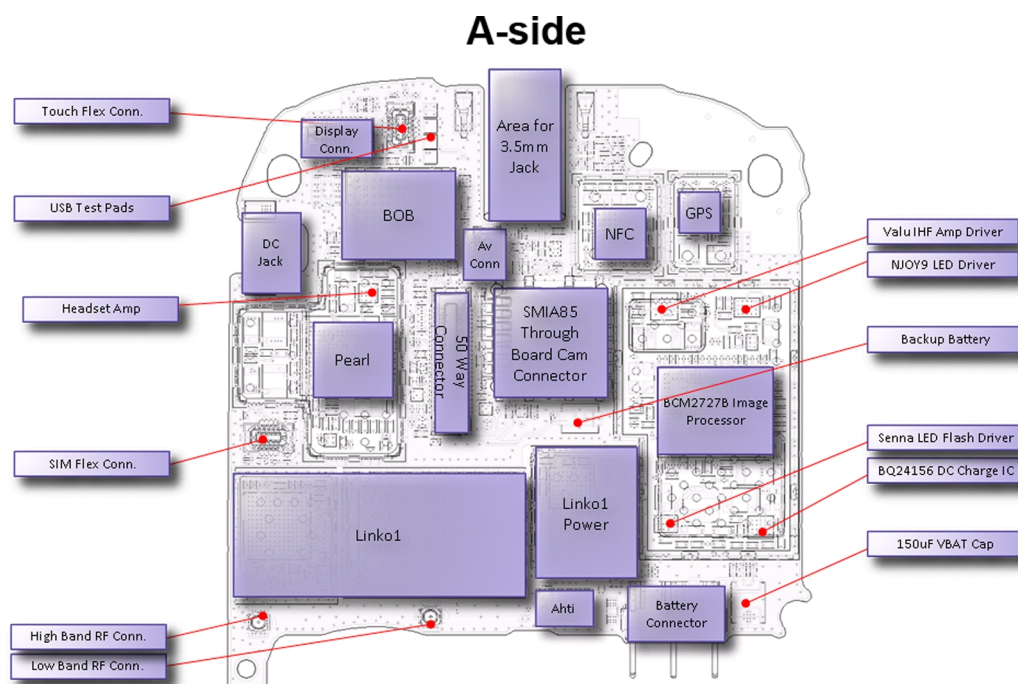 A-side
Touch Flex Conn.
Display
Conn.
Area for
3.5mm
Jack
USB Test Pads
BOB
NFC
GPS
DC
Jack
Av
Conn
Valu IHF Amp Driver
NJOY9 LED Driver
Headset Amp
Pearl
50 Way
Connector
SMIA85
Through
Board Cam
Connector
Backup Battery
BCM2727B Image
Processor
Senna LED Flash Driver
SIM Flex Conn.
BQ24156 DC Charge IC
Linko1
Linko1
Power
150uF VBAT Cap
Ahti
Battery
Connector
High Band RF Conn.
Low Band RF Conn.